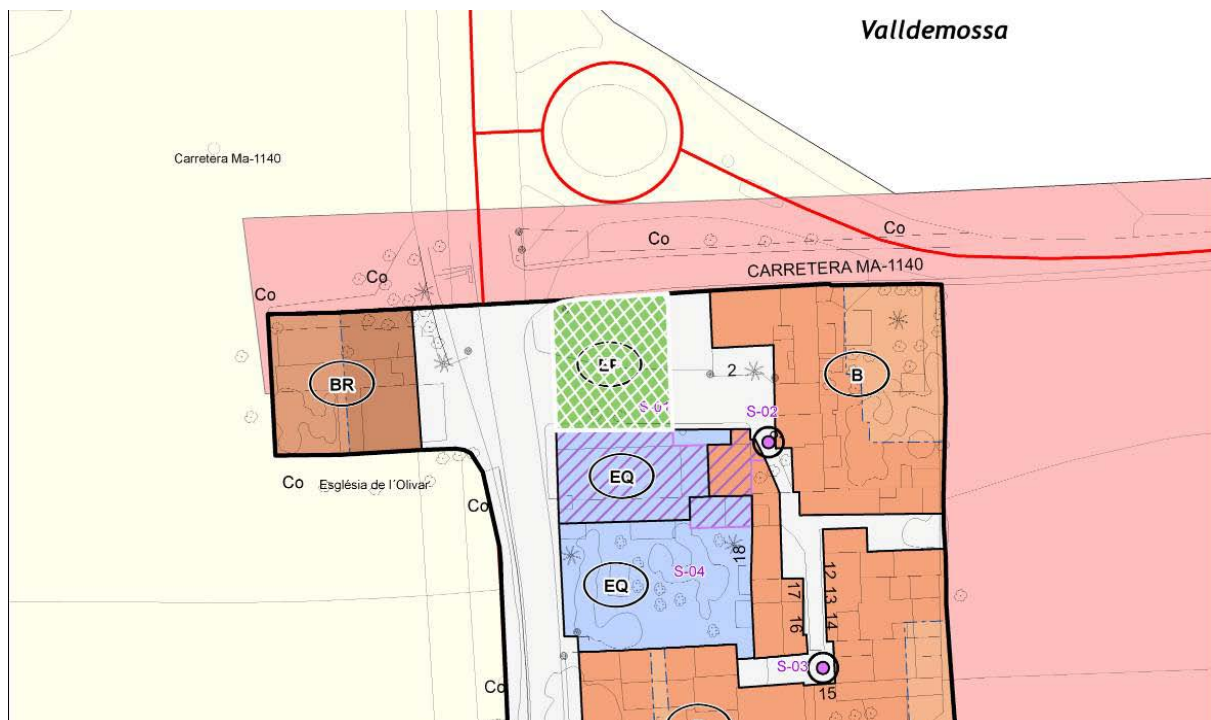 Valldemossa
Carretera Ma-1140
Co
Co
Co
Co
CARRETERA MA-1140
BR
2
B
S-01
S-02
EQ
Co
Església de l´Olivar
Co
18
S-04
EQ
17
16
12
13
14
S-03
15
Co